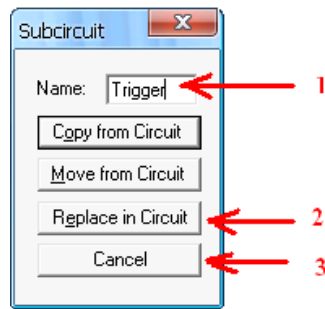 Subcircuit
Name: Trigger 1
Copy from Circuit
Move from Circuit
Replace in Circuit 2
Cancel 3